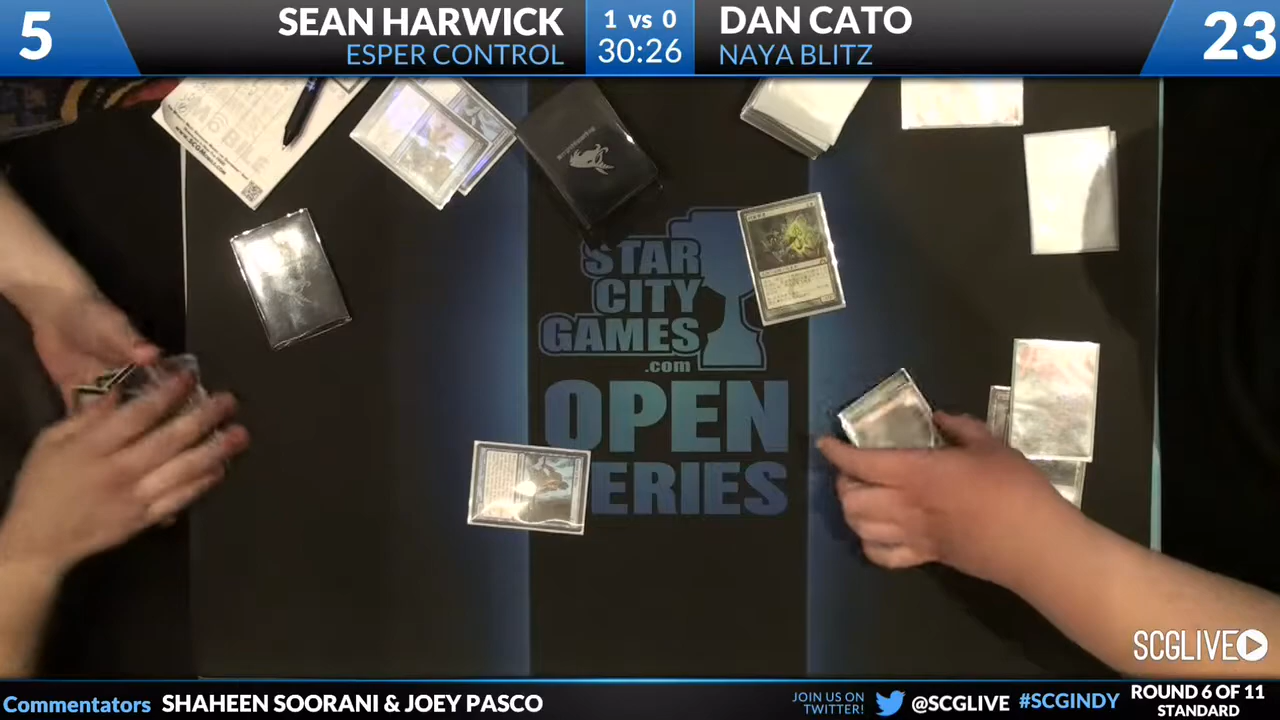 5
SEAN HARWICK
ESPER CONTROL
1 vs 0
30:26
DAN CATO
NAYA BLITZ
23
MOBILE
STAR
CITY
GAMES
.com
OPEN
ERIES
SCGLIVE
Commentators SHAHEEN SOORANI & JOEY PASCO
JOIN US ON
TWITTER!
@SCGLIVE #SCGINDY
ROUND 6 OF 11
STANDARD